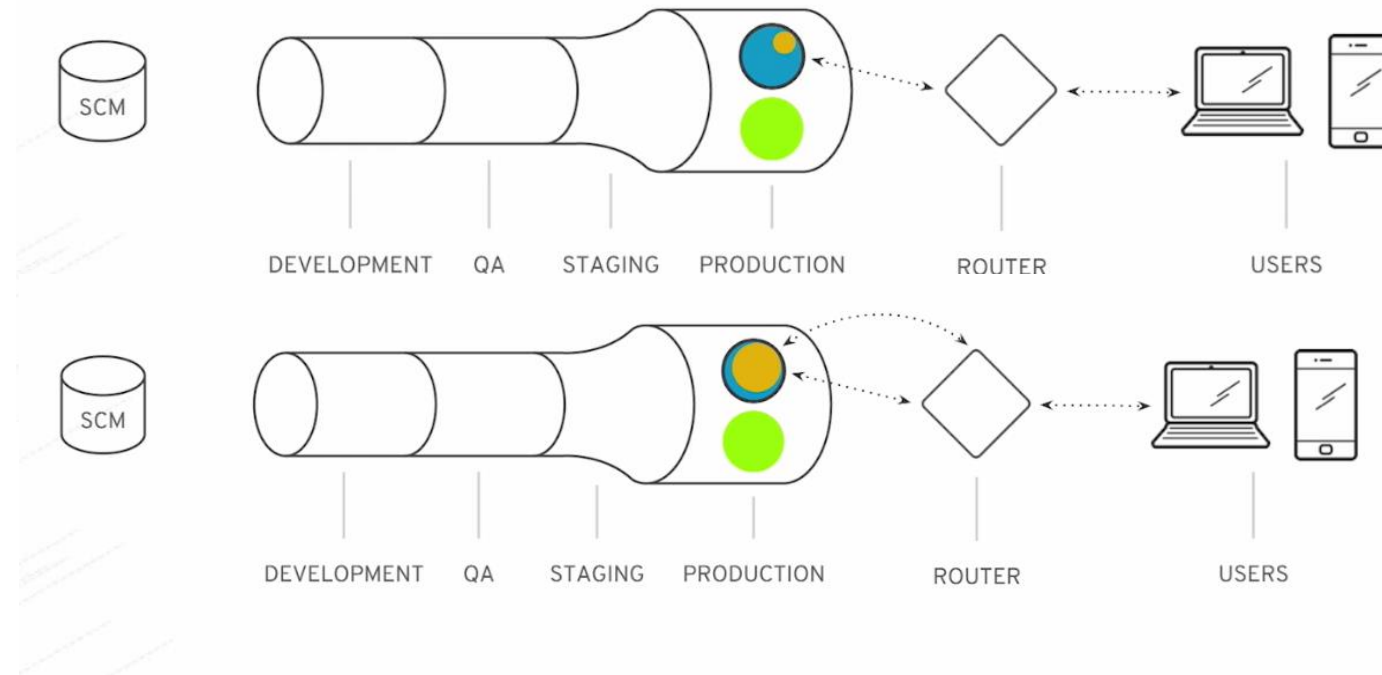 SCM
DEVELOPMENT QA STAGING PRODUCTION ROUTER USERS
SCM
DEVELOPMENT QA STAGING PRODUCTION ROUTER USERS